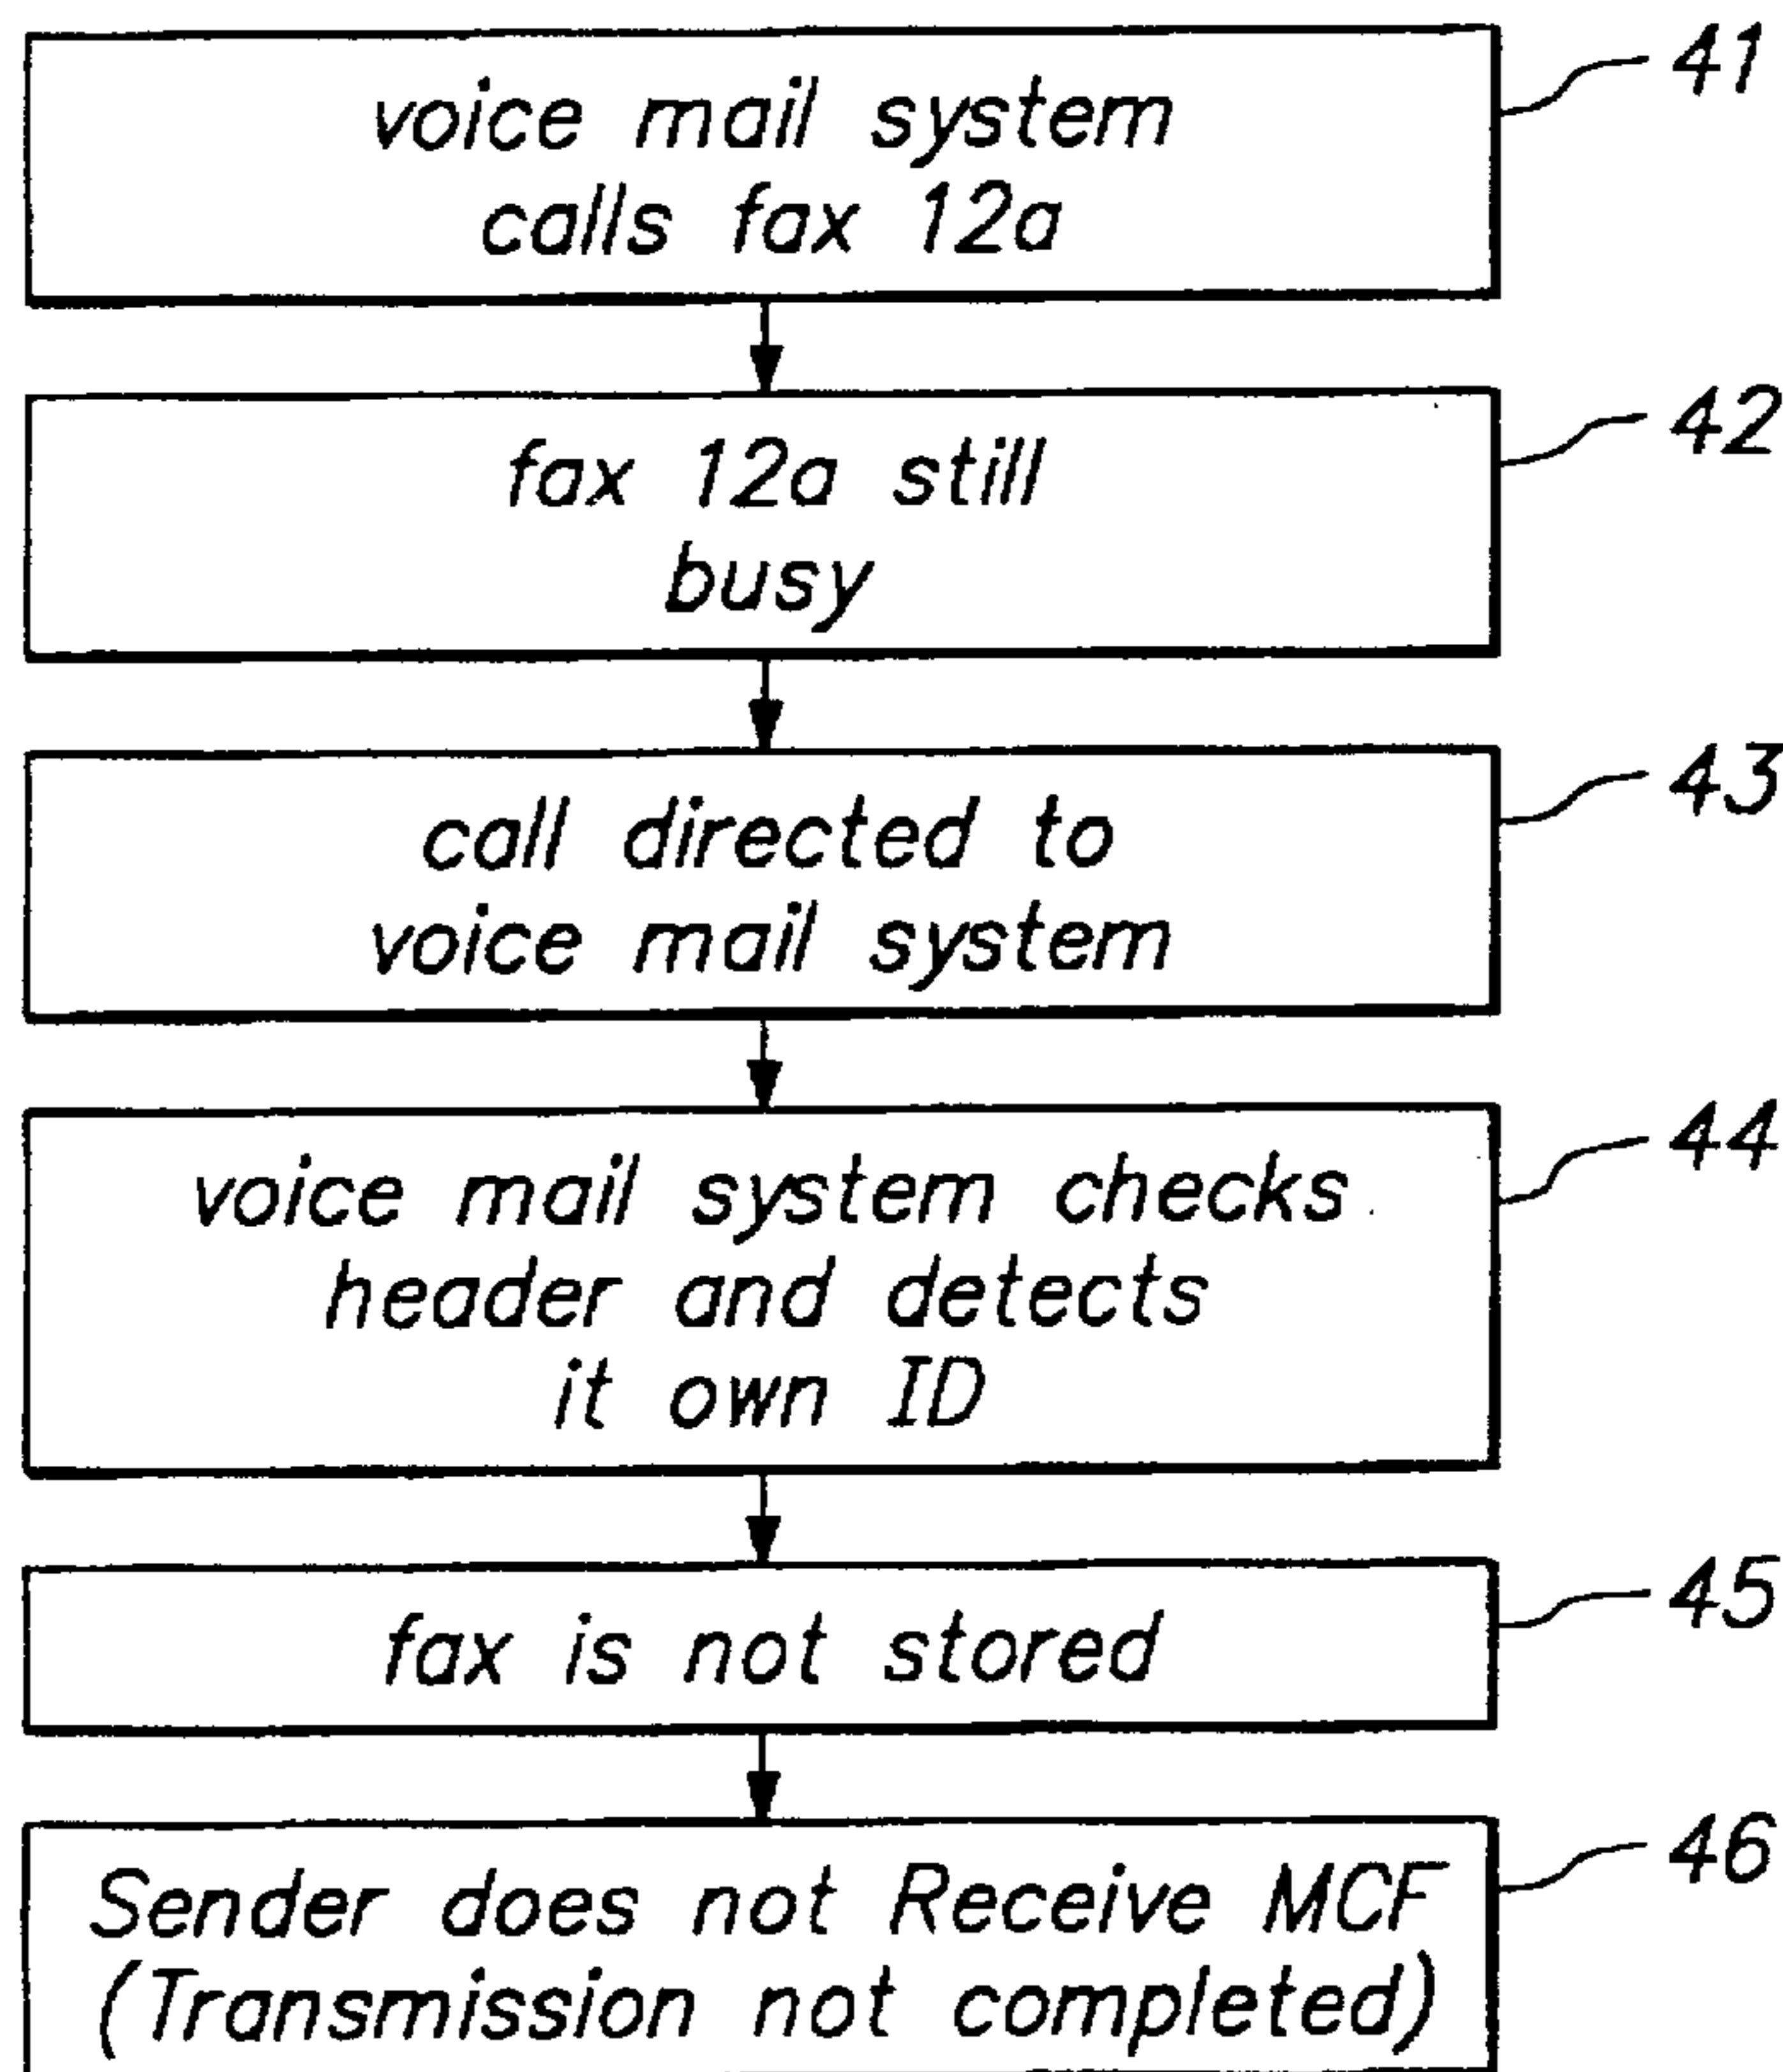 voice mail system
calls fax 12a
41
fax 12a still
busy
42
call directed to
voice mail system
43
voice mail system checks
header and detects
it own ID
44
fax is not stored
45
Sender does not Receive MCF
(Transmission not completed)
46